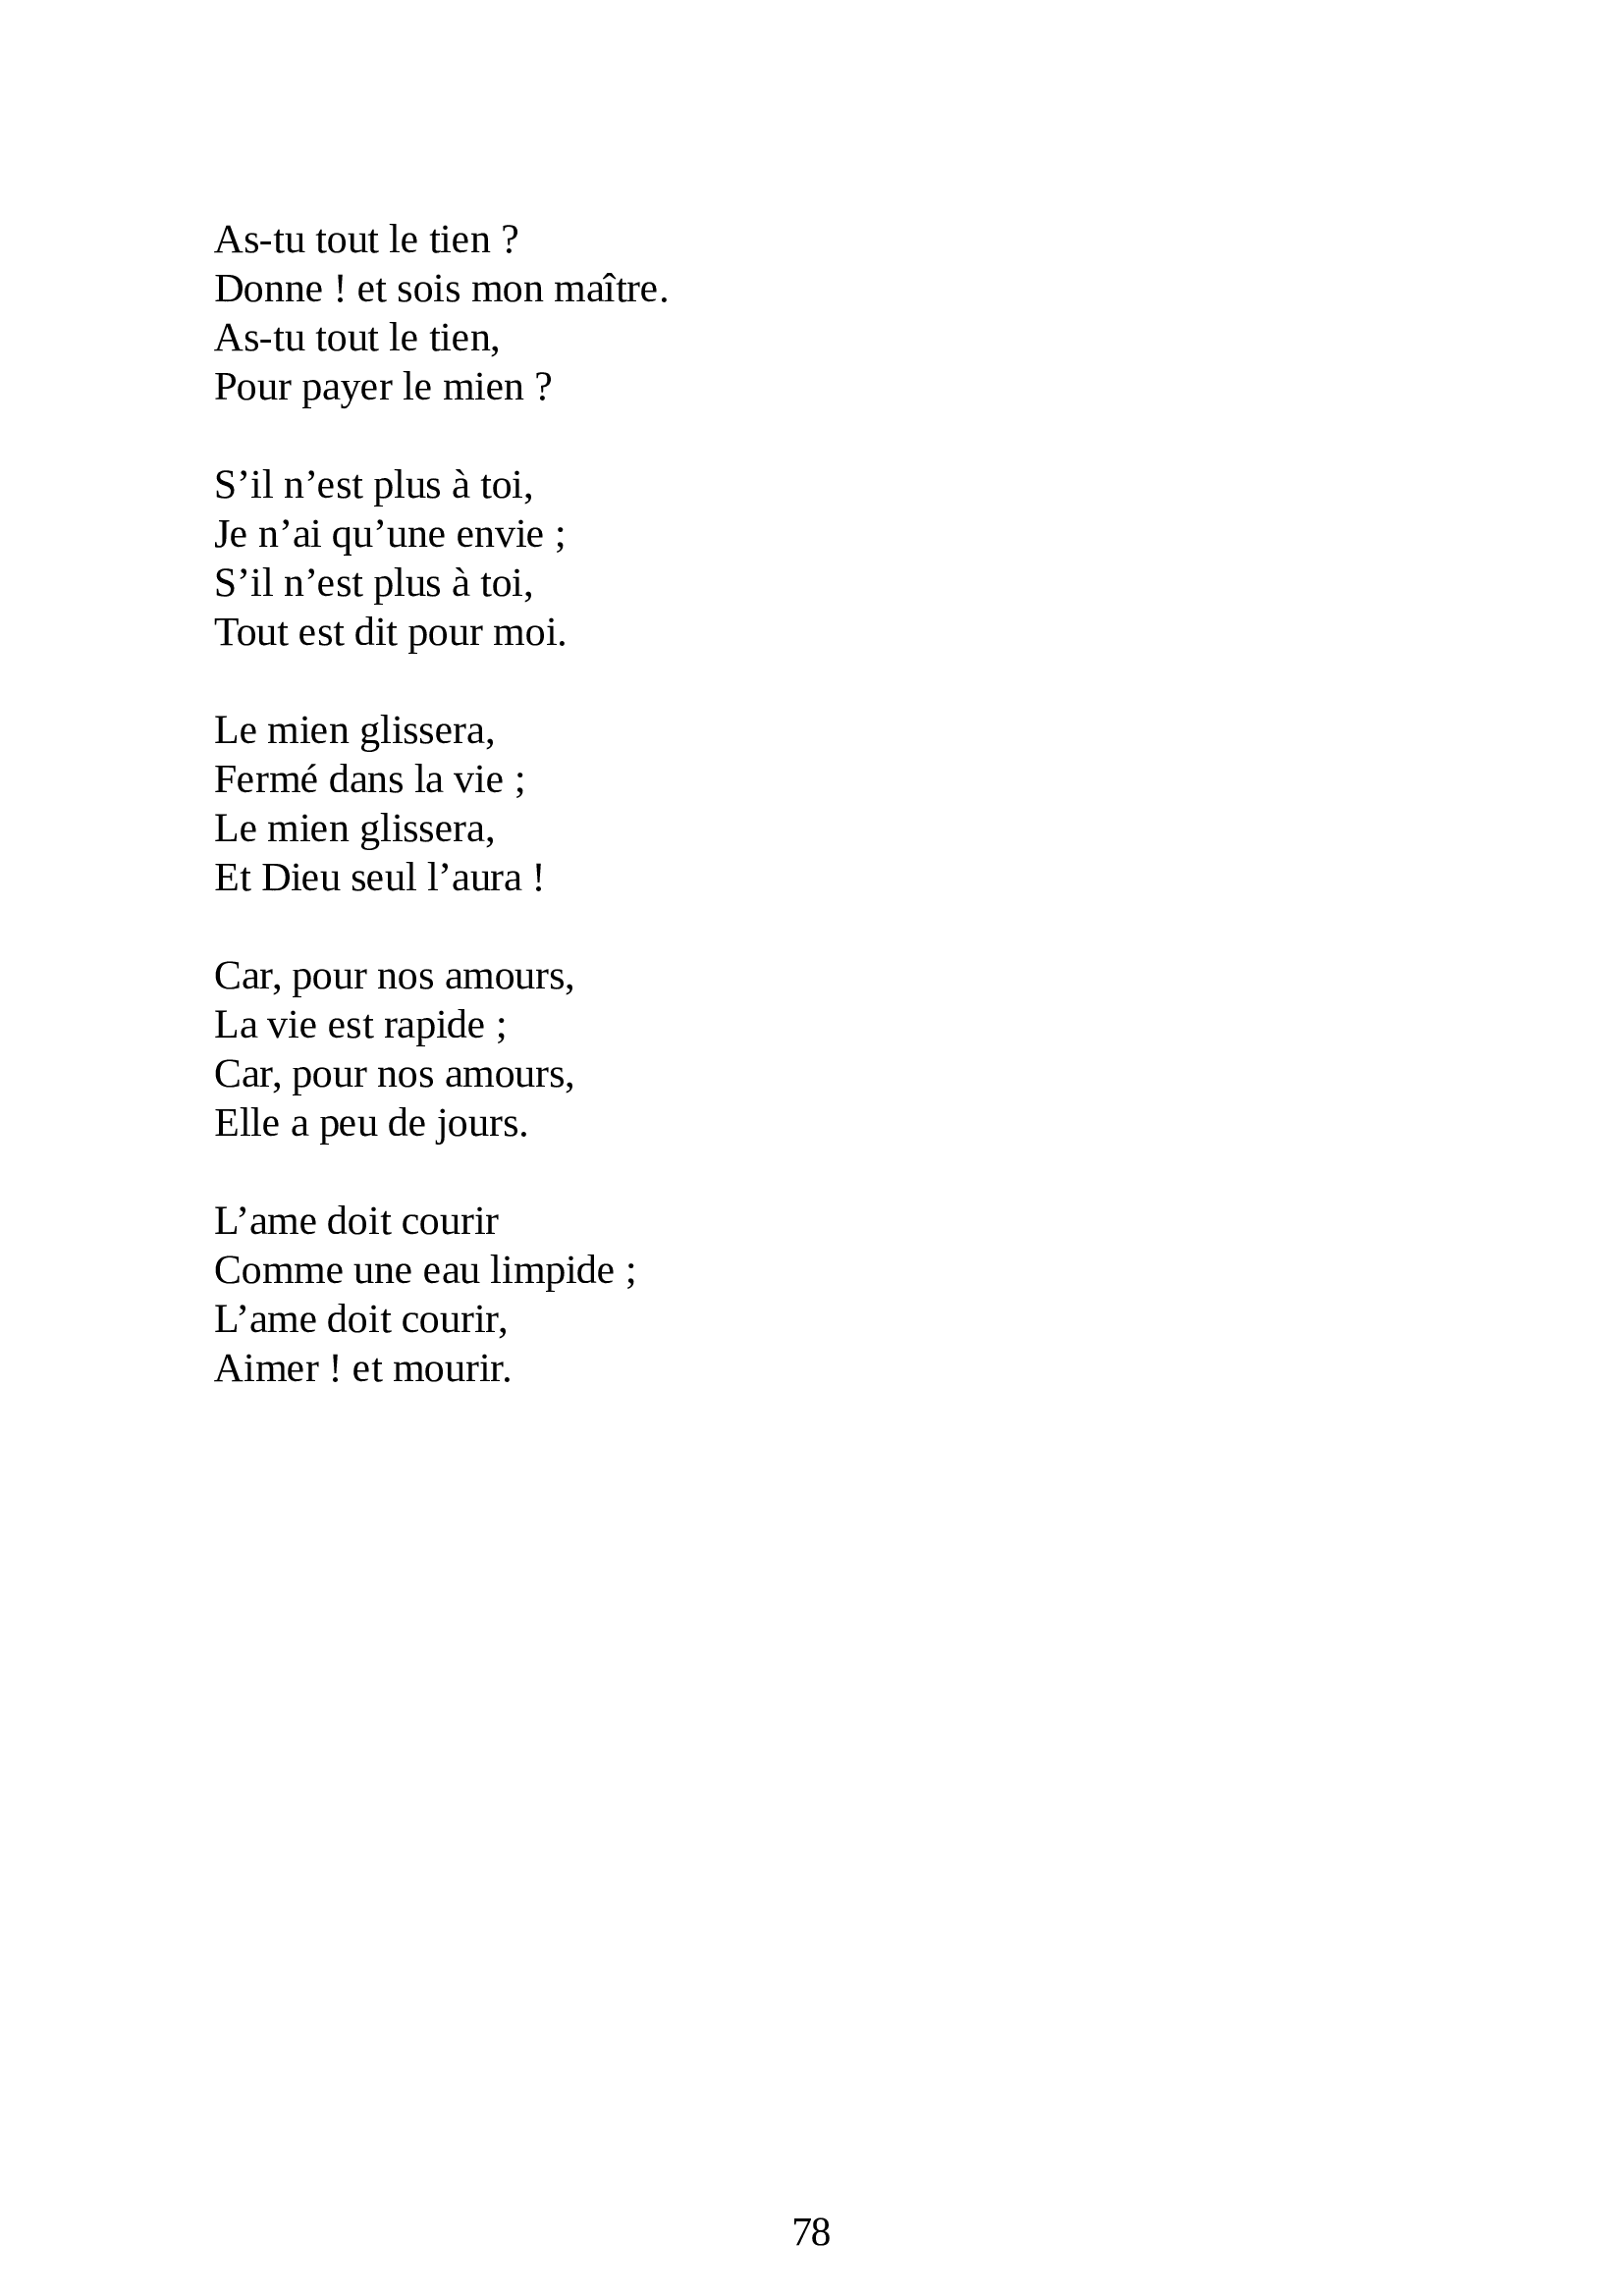 As-tu tout le tien ?
Donne ! et sois mon maître.
As-tu tout le tien,
Pour payer le mien ?

S’il n’est plus à toi,
Je n’ai qu’une envie ;
S’il n’est plus à toi,
Tout est dit pour moi.

Le mien glissera,
Fermé dans la vie ;
Le mien glissera,
Et Dieu seul l’aura !

Car, pour nos amours,
La vie est rapide ;
Car, pour nos amours,
Elle a peu de jours.

L’ame doit courir
Comme une eau limpide ;
L’ame doit courir,
Aimer ! et mourir.

78